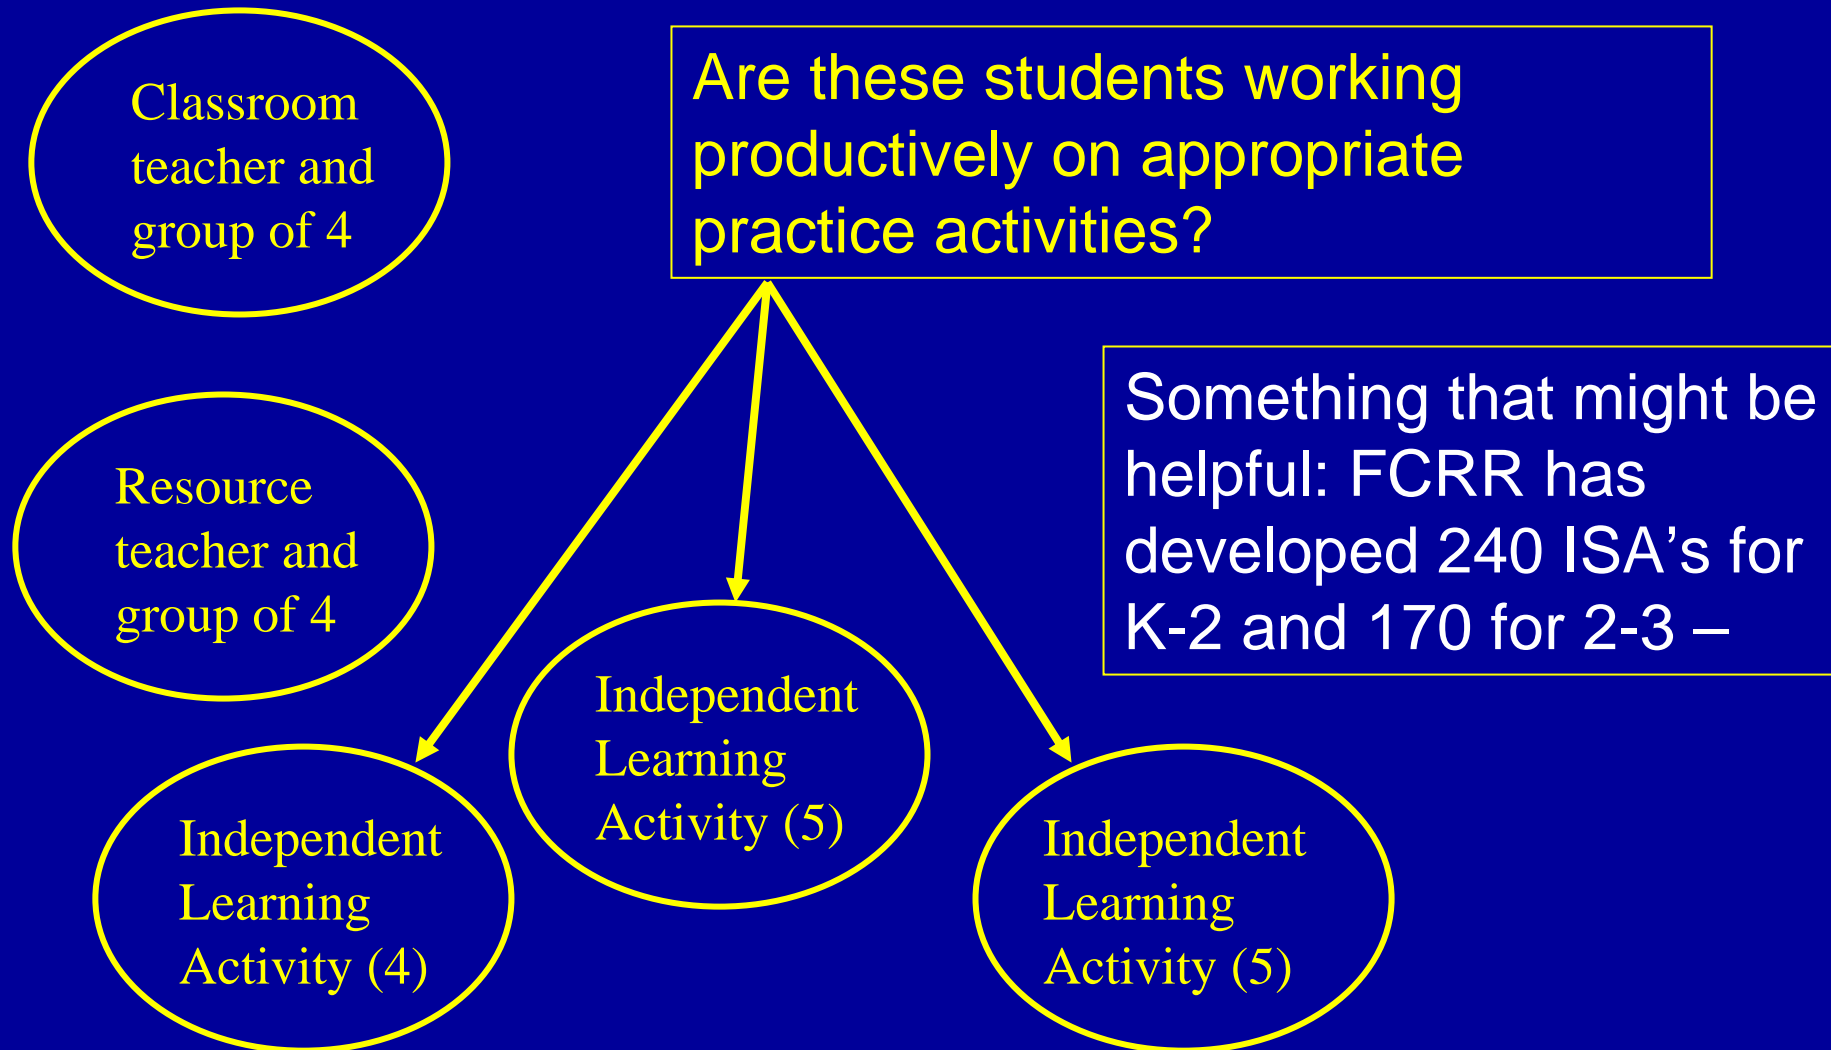 Classroom
teacher and
group of 4
Are these students working
productively on appropriate
practice activities?
Something that might be
helpful: FCRR has
developed 240 ISA’s for
K-2 and 170 for 2-3 –
Resource
teacher and
group of 4
Independent
Learning
Activity (5)
Independent
Learning
Activity (4)
Independent
Learning
Activity (5)